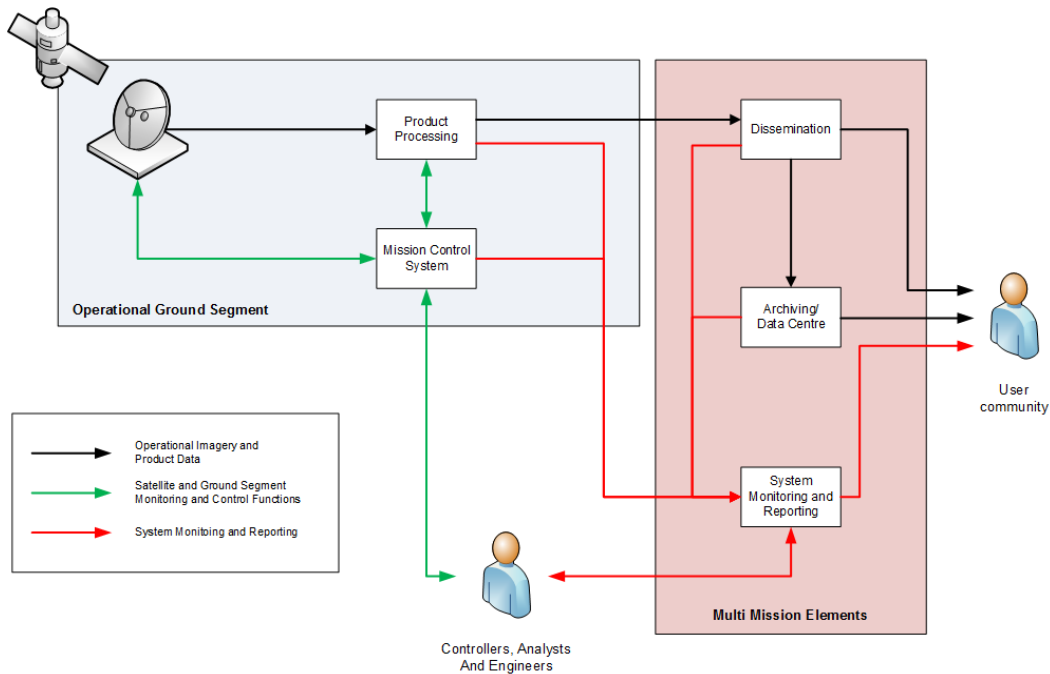 Product
Processing
Dissemination
Mission Control
System
Operational Ground Segment
Archiving/
Data Centre
User
community
Operational Imagery and
Product Data
Satellite and Ground Segment
Monitoring and Control Functions
System Monitoing and Reporting
System
Monitoring and
Reporting
Multi Mission Elements
Controllers, Analysts
And Engineers